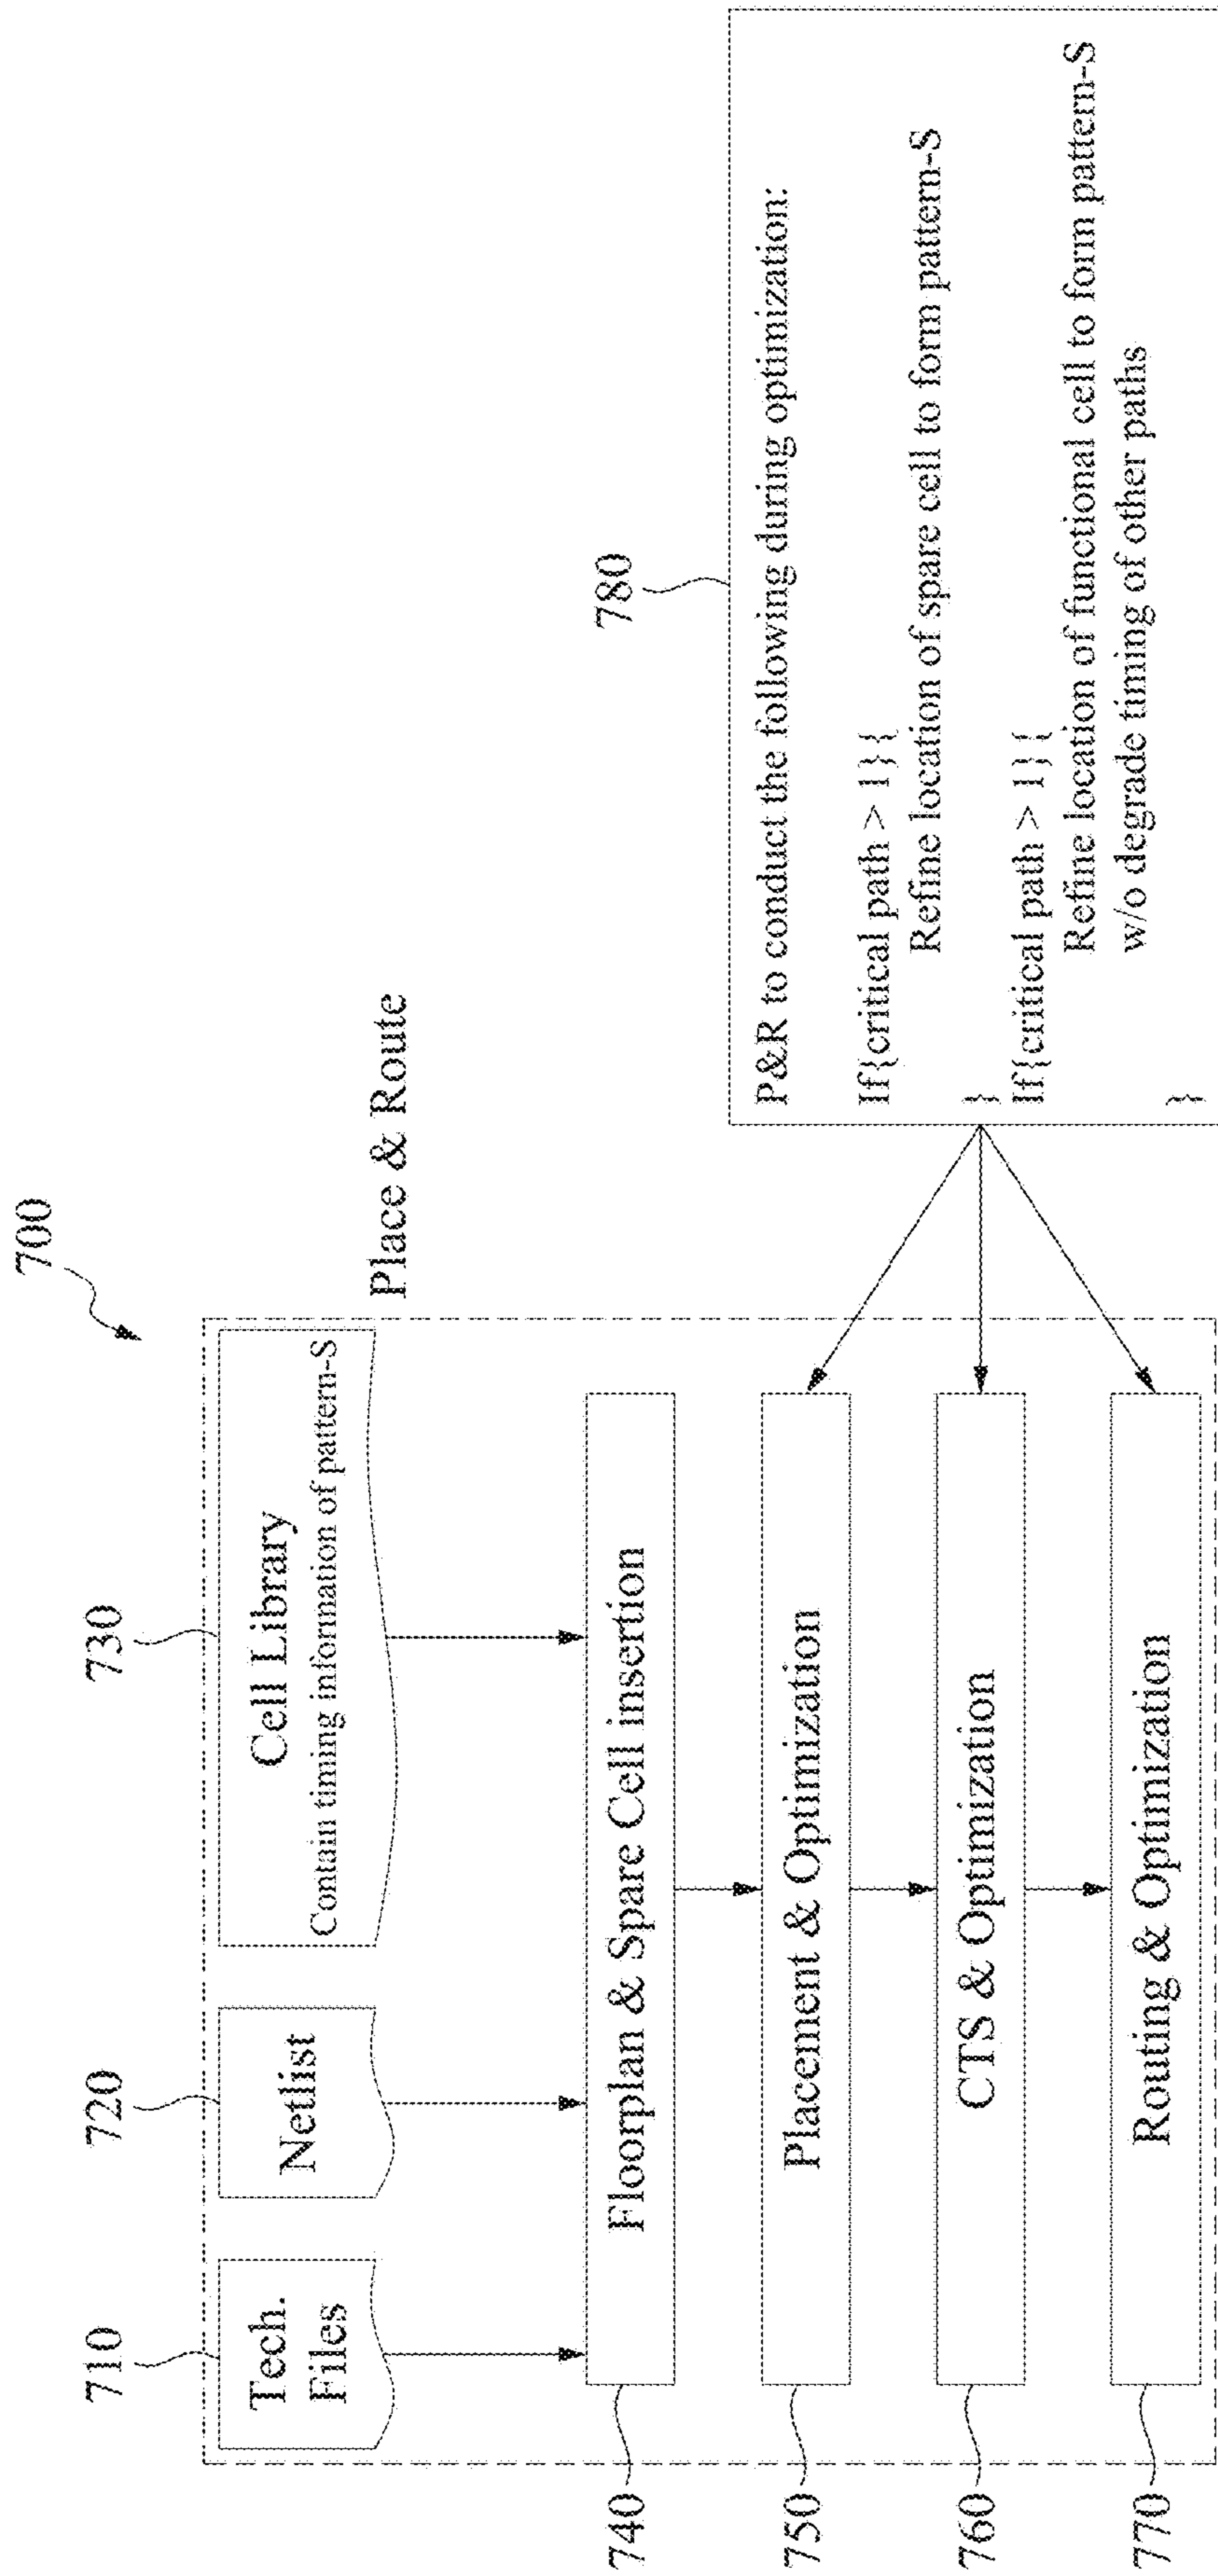 700
Place & Route
710
720
730
Tech.
Files
Netlist
Cell Library
Contain timing information of pattern-S
740
Floorplan & Spare Cell insertion
750
Placement & Optimization
760
CTS & Optimization
770
Routing & Optimization
780
P&R to conduct the following during optimization:
If{critical path > 1} {
Refine location of spare cell to form pattern-S
}
If{critical path > 1} {
Refine location of functional cell to form pattern-S
w/o degrade timing of other paths
}